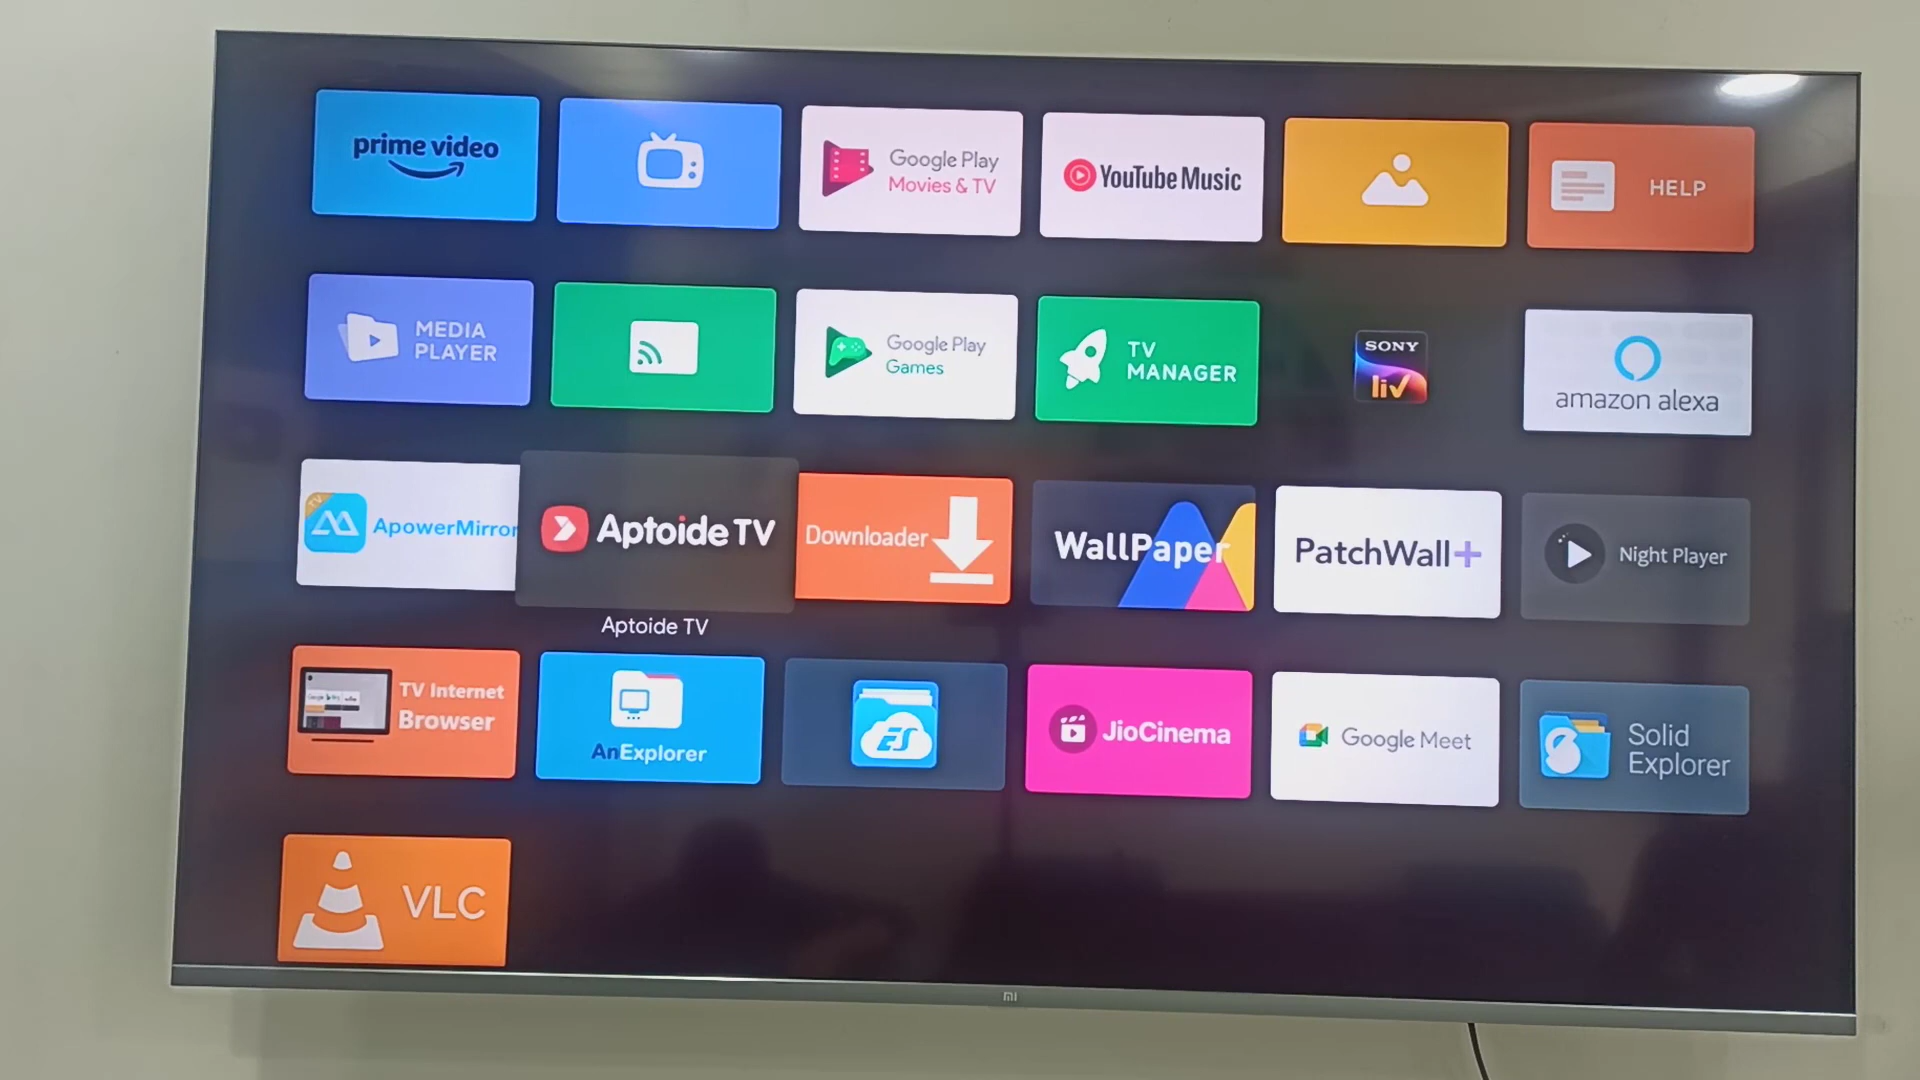 prime video
Google Play
Movies & TV
YouTube Music
HELP
MEDIA
PLAYER
Google Play
Games
TV
MANAGER
SONY
liv
amazon alexa
TV
ApowerMirror
Aptoide TV
Downloader
WallPaper
PatchWall+
Night Player
Aptoide TV
TV Internet
Browser
AnExplorer
ES
JioCinema
Google Meet
Solid
Explorer
VLC
mi